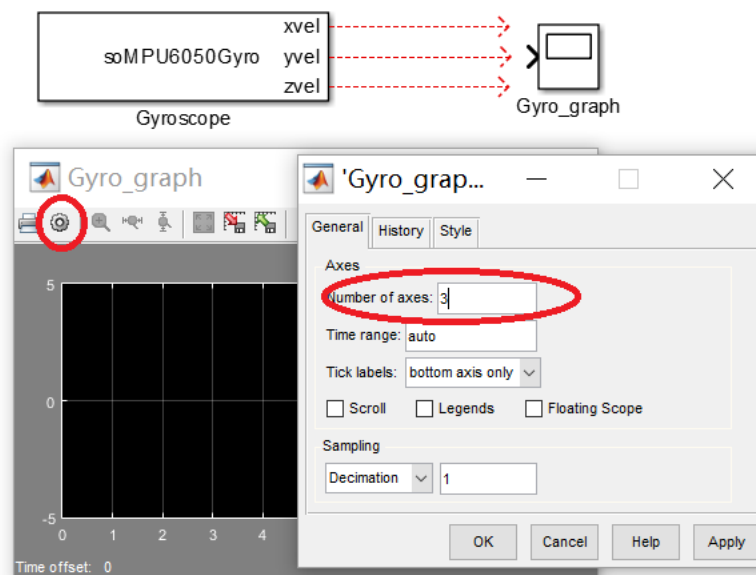 xvel
soMPU6050Gyro
yvel
zvel
Gyroscope
Gyro_graph
Gyro_graph
5
0
-5
0 1 2 3 4
Time offset: 0
'Gyro_grap...
General History Style
Axes
Number of axes: 3
Time range: auto
Tick labels: bottom axis only
Scroll Legends Floating Scope
Sampling
Decimation 1
OK Cancel Help Apply